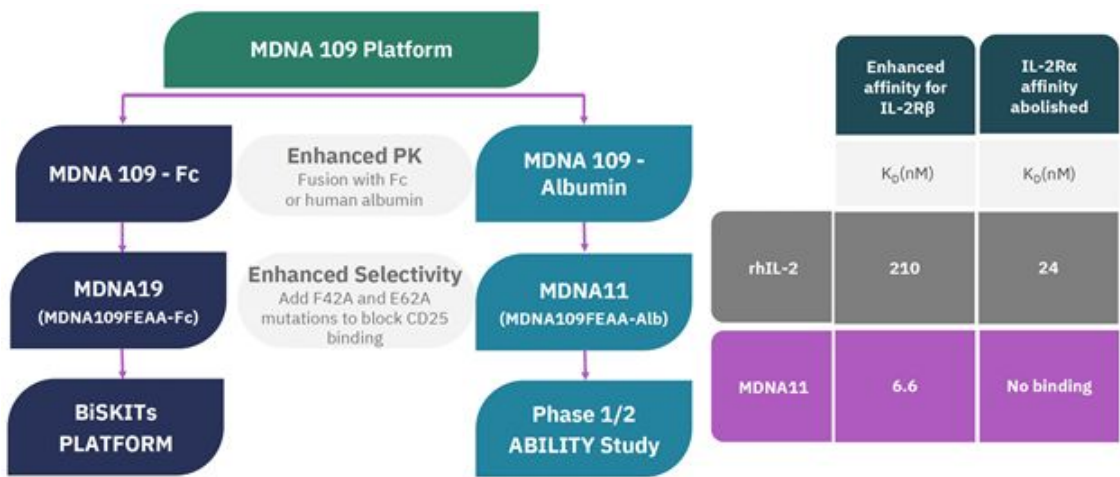 MDNA 109 Platform
MDNA 109 - Fc
Enhanced PK
Fusion with Fc
or human albumin
MDNA 109 -
Albumin
MDNA19
(MDNA109FEAA-Fc)
Enhanced Selectivity
Add F42A and E62A
mutations to block CD25
binding
MDNA11
(MDNA109FEAA-Alb)
BiSKITs
PLATFORM
Phase 1/2
ABILITY Study
Enhanced
affinity for
IL-2Rβ
IL-2Rα
affinity
abolished
K_D(nM)
K_D(nM)
rhIL-2
210
24
MDNA11
6.6
No binding